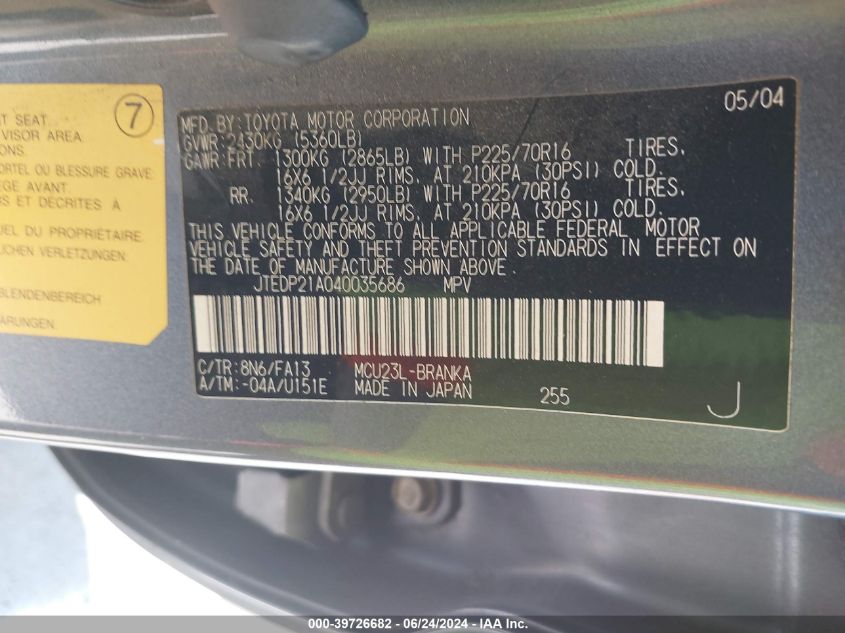 7
T SEAT.
VISOR AREA.
ONS.
ORTEL OU BLESSURE GRAVE
EGE AVANT.
S ET DÉCRITES À
EL DU PROPRIÉTAIRE.
UCHEN VERLETZUNGEN.
BLENDENBEREICH
ARUNGEN.
05/04
MFD. BY: TOYOTA MOTOR CORPORATION
GVWR: 2430KG (5360LB)
GAWR: FRT. 1300KG (2865LB) WITH P225/70R16 TIRES.
16X6 1/2JJ RIMS. AT 210KPA (30PSI) COLD.
RR. 1340KG (2950LB) WITH P225/70R16 TIRES.
16X6 1/2JJ RIMS. AT 210KPA (30PSI) COLD.
THIS VEHICLE CONFORMS TO ALL APPLICABLE FEDERAL MOTOR
VEHICLE SAFETY AND THEFT PREVENTION STANDARDS IN EFFECT ON
THE DATE OF MANUFACTURE SHOWN ABOVE.
JTEDP21A040035686 MPV
C/TR: 8N6/FA13 MCU23L-BRANKA
A/TM: -04A/U151E MADE IN JAPAN 255 J
000-39726682 - 06/24/2024 - IAA Inc.